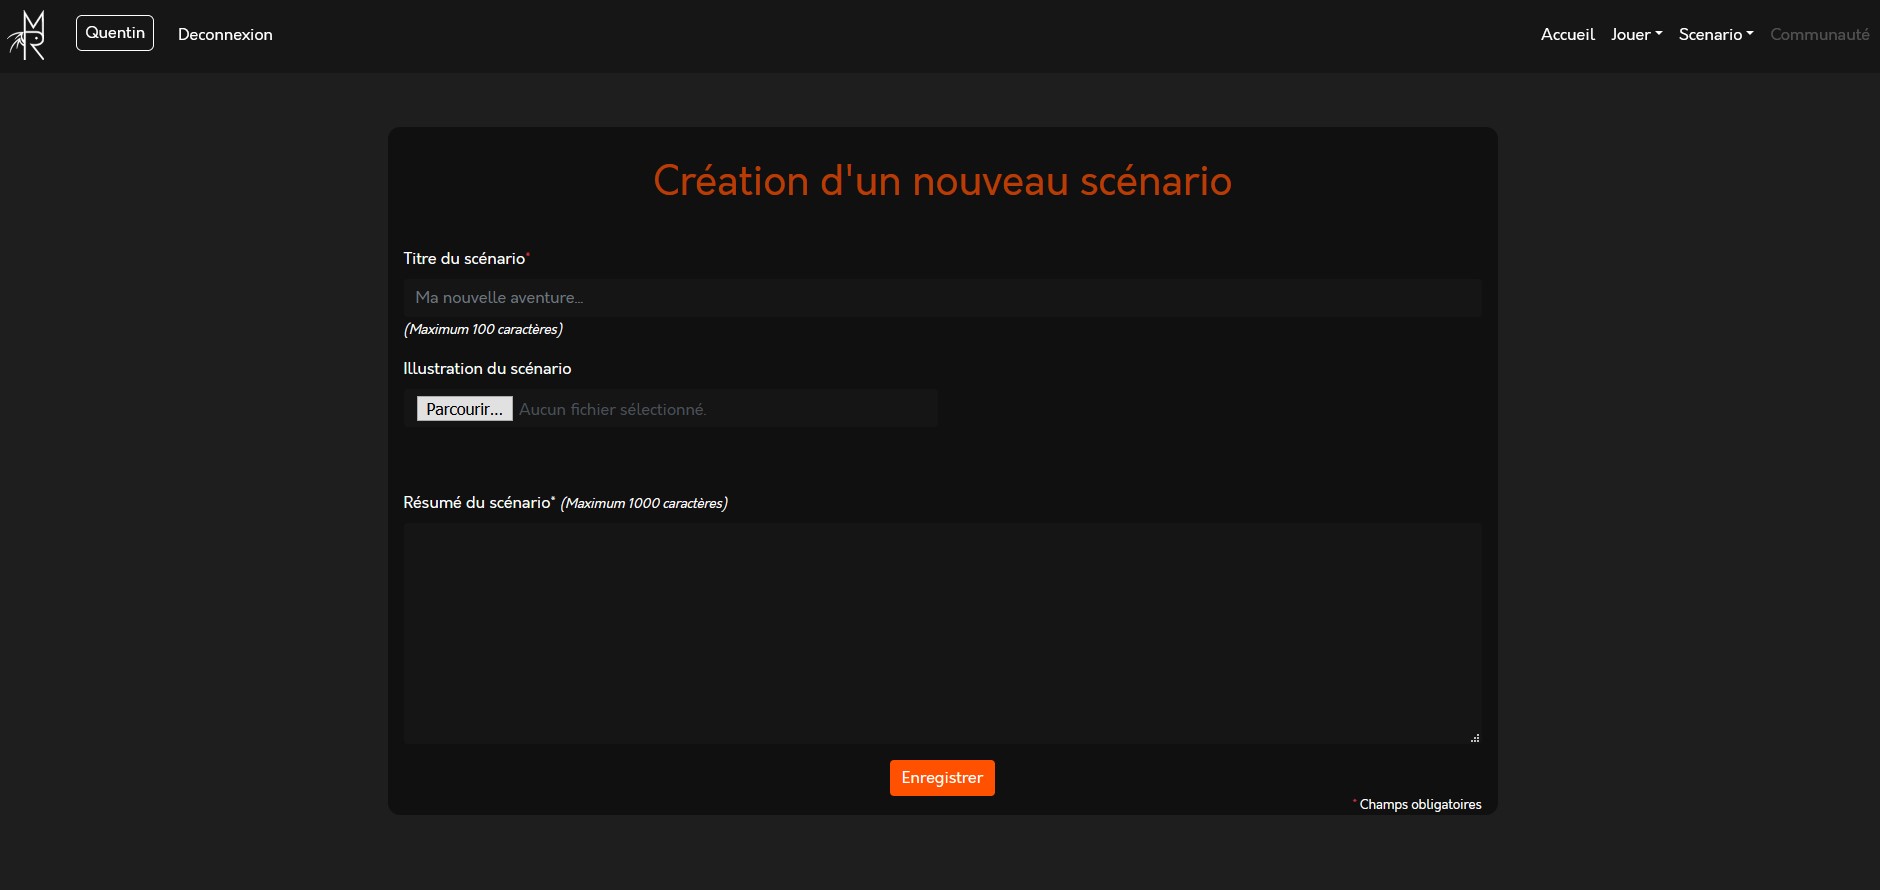 MR
Quentin Deconnexion Accueil Jouer Scenario Communauté
Création d'un nouveau scénario
Titre du scénario*
Ma nouvelle aventure...
(Maximum 100 caractères)
Illustration du scénario
Parcourir... Aucun fichier sélectionné.
Résumé du scénario* (Maximum 1000 caractères)
Enregistrer
* Champs obligatoires